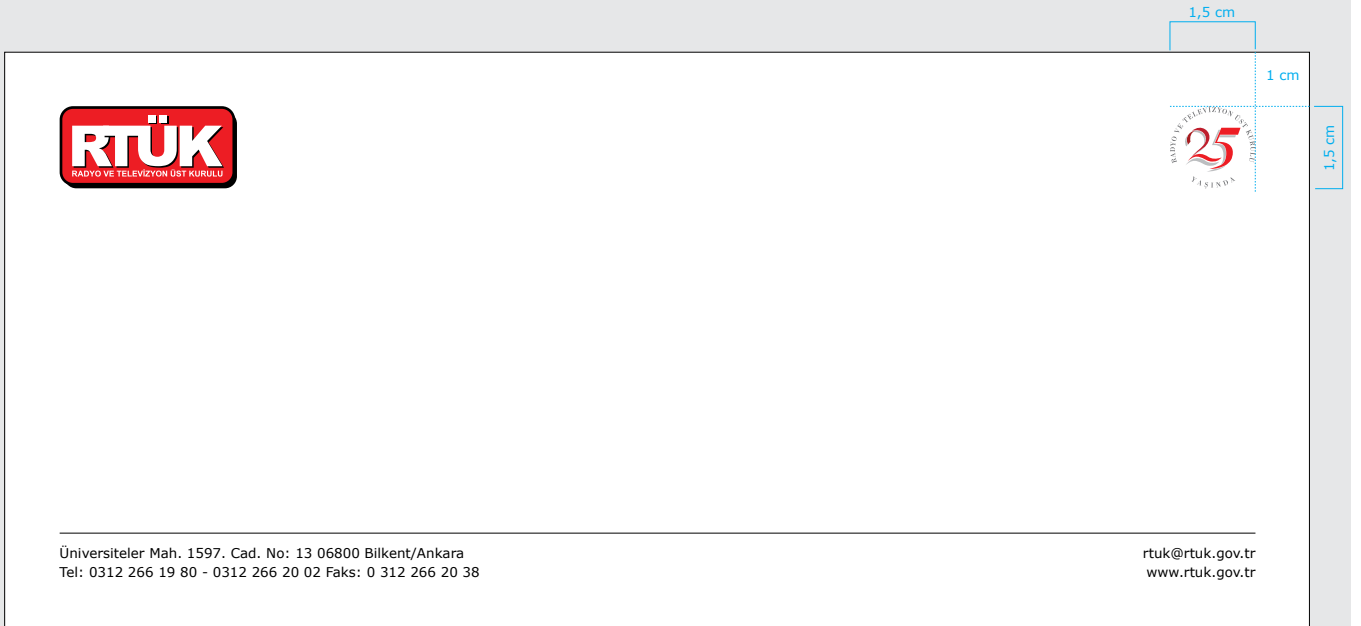 1,5 cm
1 cm
RTÜK
RADYO VE TELEVİZYON ÜST KURULU
RADYO VE TELEVİZYON ÜST KURULU
25
YAŞINDA
1,5 cm
Üniversiteler Mah. 1597. Cad. No: 13 06800 Bilkent/Ankara
Tel: 0312 266 19 80 - 0312 266 20 02 Faks: 0 312 266 20 38
rtuk@rtuk.gov.tr
www.rtuk.gov.tr